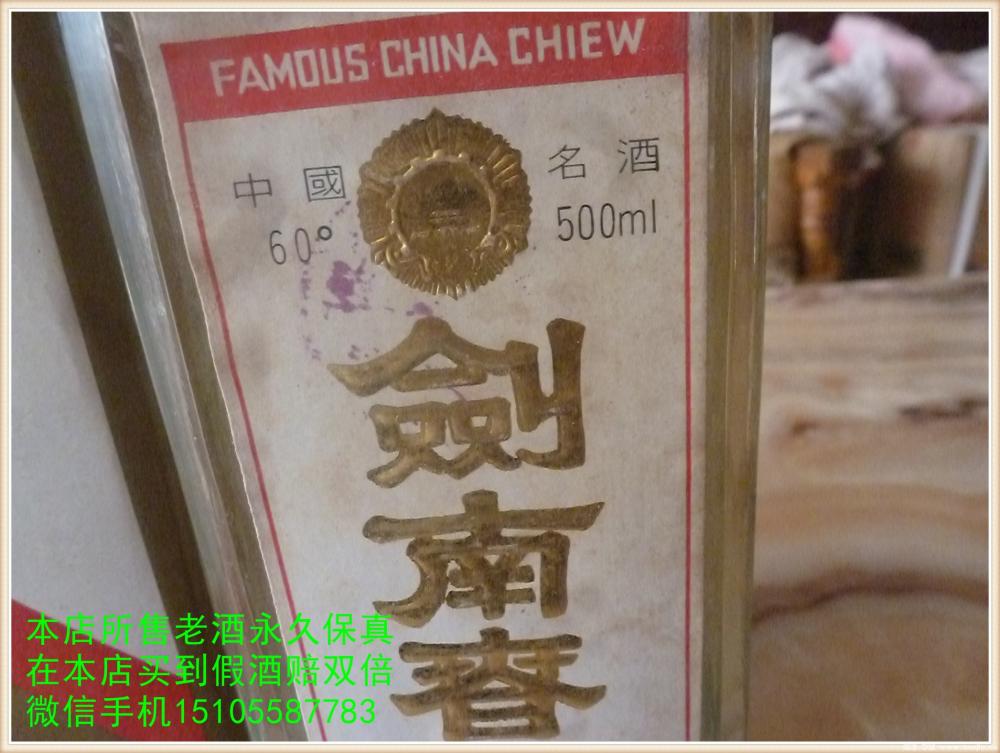 FAMOUS CHINA CHIEW
中國 名酒
60° 500ml
劍
南
春
本店所售老酒永久保真
在本店买到假酒赔双倍
微信手机15105587783